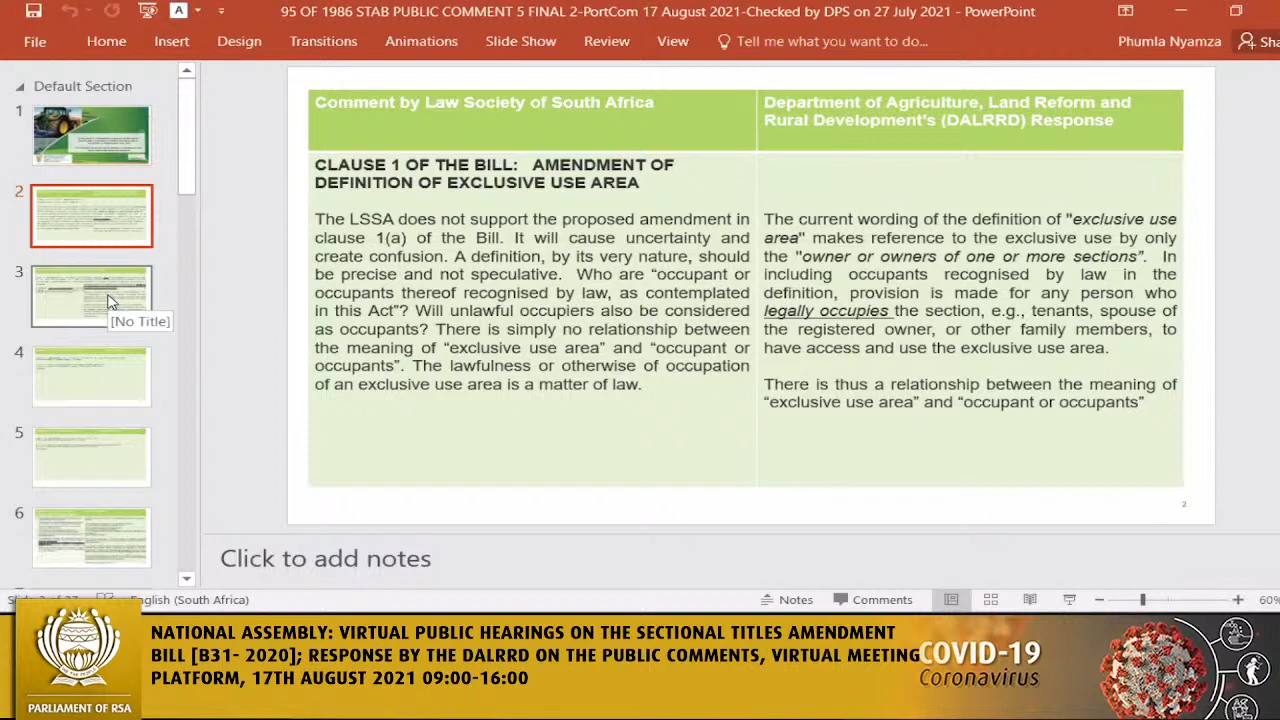 95 OF 1986 STAB PUBLIC COMMENT 5 FINAL 2-PortCom 17 August 2021-Checked by DPS on 27 July 2021 - PowerPoint
File Home Insert Design Transitions Animations Slide Show Review View Tell me what you want to do... Phumla Nyamza Sha
Default Section
1
2
3
[No Title]
4
5
6
Comment by Law Society of South Africa
CLAUSE 1 OF THE BILL: AMENDMENT OF
DEFINITION OF EXCLUSIVE USE AREA
The LSSA does not support the proposed amendment in
clause 1(a) of the Bill. It will cause uncertainty and
create confusion. A definition, by its very nature, should
be precise and not speculative. Who are "occupant or
occupants thereof recognised by law, as contemplated
in this Act"? Will unlawful occupiers also be considered
as occupants? There is simply no relationship between
the meaning of "exclusive use area" and "occupant or
occupants". The lawfulness or otherwise of occupation
of an exclusive use area is a matter of law.
Department of Agriculture, Land Reform and
Rural Development's (DALRRD) Response
The current wording of the definition of "exclusive use
area" makes reference to the exclusive use by only
the "owner or owners of one or more sections". In
including occupants recognised by law in the
definition, provision is made for any person who
legally occupies the section, e.g., tenants, spouse of
the registered owner, or other family members, to
have access and use the exclusive use area.
There is thus a relationship between the meaning of
"exclusive use area" and "occupant or occupants"
2
Click to add notes
English (South Africa) Notes Comments 60%
NATIONAL ASSEMBLY: VIRTUAL PUBLIC HEARINGS ON THE SECTIONAL TITLES AMENDMENT
BILL [B31- 2020]; RESPONSE BY THE DALRRD ON THE PUBLIC COMMENTS, VIRTUAL MEETING
PLATFORM, 17TH AUGUST 2021 09:00-16:00
PARLIAMENT OF RSA
COVID-19
Coronavirus